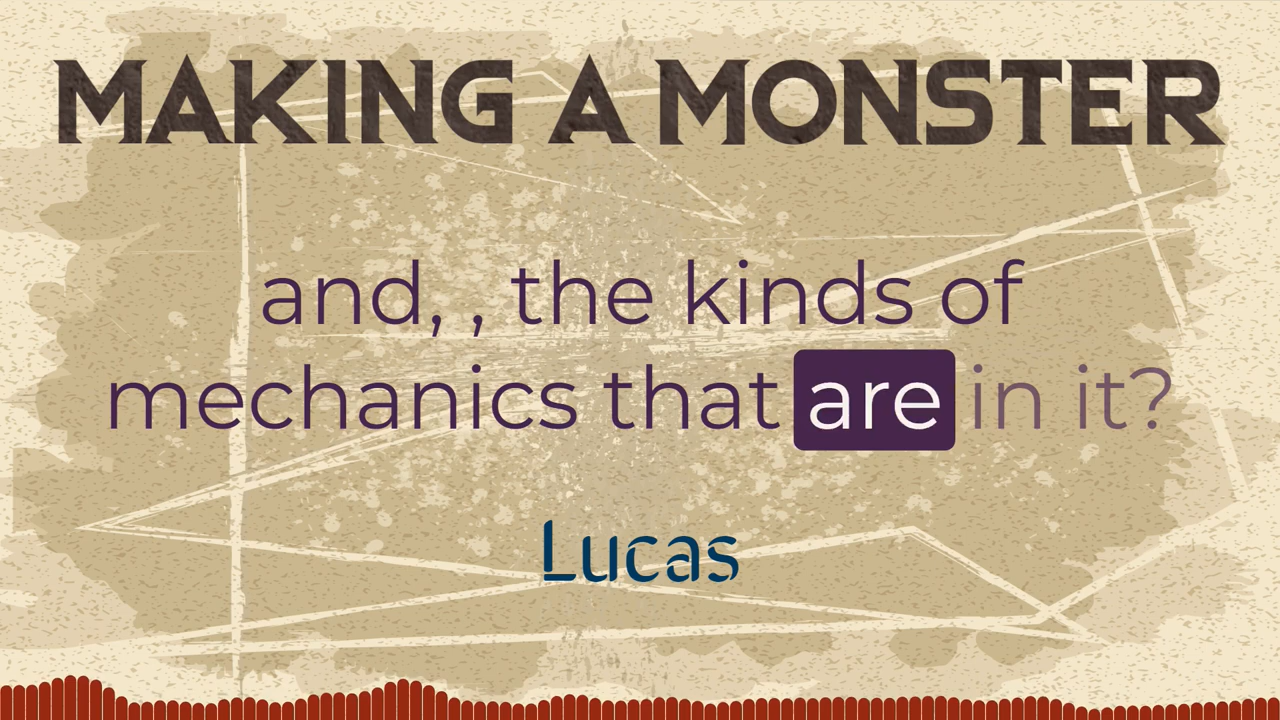 MAKING A MONSTER
and, , the kinds of
mechanics that are in it?
Lucas